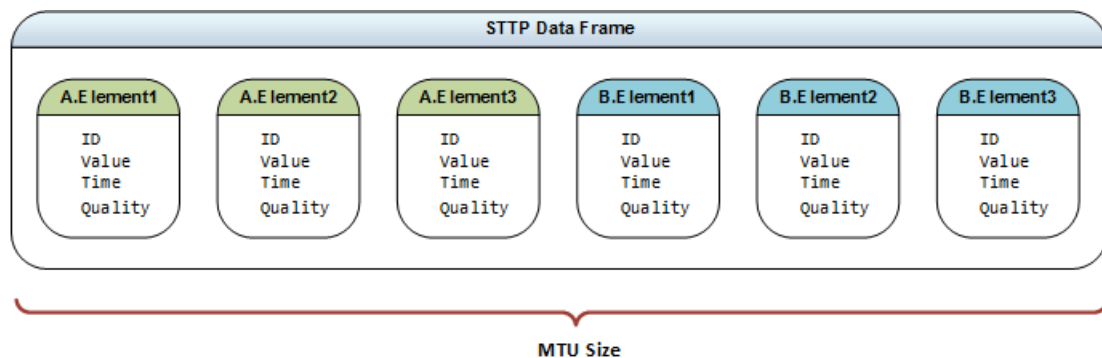 STTP Data Frame
A.Element1
ID
Value
Time
Quality
A.Element2
ID
Value
Time
Quality
A.Element3
ID
Value
Time
Quality
B.Element1
ID
Value
Time
Quality
B.Element2
ID
Value
Time
Quality
B.Element3
ID
Value
Time
Quality
MTU Size